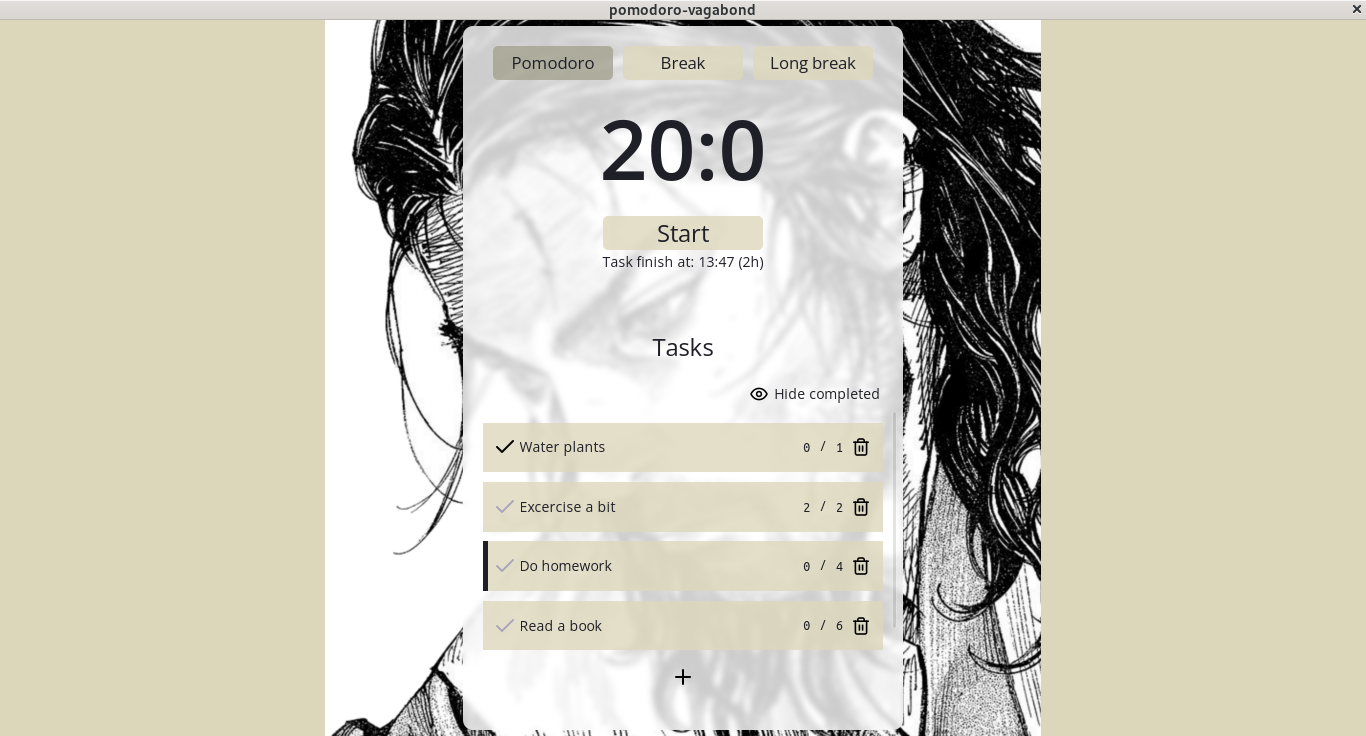 pomodoro-vagabond
Pomodoro Break Long break
20:0
Start
Task finish at: 13:47 (2h)
Tasks
Hide completed
Water plants 0 / 1
Excercise a bit 2 / 2
Do homework 0 / 4
Read a book 0 / 6